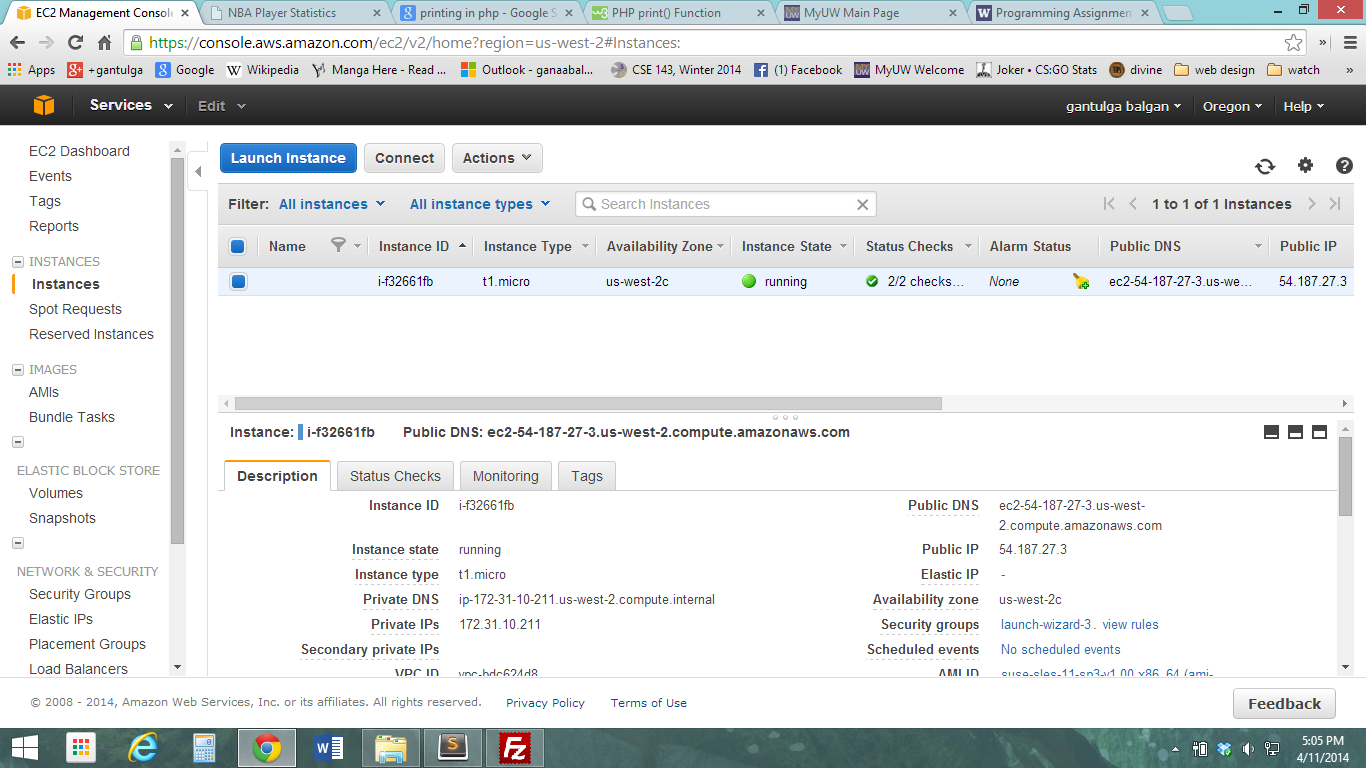 EC2 Management Consol
NBA Player Statistics
printing in php - Google S
PHP print() Function
MyUW Main Page
Programming Assignmen
https://console.aws.amazon.com/ec2/v2/home?region=us-west-2#Instances:
Apps +gantulga Google Wikipedia Manga Here - Read ... Outlook - ganaabal... CSE 143, Winter 2014 (1) Facebook MyUW Welcome Joker • CS:GO Stats divine web design watch »
Services Edit gantulga balgan Oregon Help
EC2 Dashboard
Events
Tags
Reports
INSTANCES
Instances
Spot Requests
Reserved Instances
IMAGES
AMIs
Bundle Tasks
ELASTIC BLOCK STORE
Volumes
Snapshots
NETWORK & SECURITY
Security Groups
Elastic IPs
Placement Groups
Load Balancers
Launch Instance Connect Actions
Filter: All instances All instance types Search Instances 1 to 1 of 1 Instances
Name Instance ID Instance Type Availability Zone Instance State Status Checks Alarm Status Public DNS Public IP
i-f32661fb t1.micro us-west-2c running 2/2 checks... None ec2-54-187-27-3.us-we... 54.187.27.3
Instance: i-f32661fb Public DNS: ec2-54-187-27-3.us-west-2.compute.amazonaws.com
Description Status Checks Monitoring Tags
Instance ID i-f32661fb
Instance state running
Instance type t1.micro
Private DNS ip-172-31-10-211.us-west-2.compute.internal
Private IPs 172.31.10.211
Secondary private IPs
VPC ID vpc-bdc624d8
Public DNS ec2-54-187-27-3.us-west-
2.compute.amazonaws.com
Public IP 54.187.27.3
Elastic IP -
Availability zone us-west-2c
Security groups launch-wizard-3. view rules
Scheduled events No scheduled events
AMI ID suse-sles-11-sp3-v1.00.x86_64 (ami-
© 2008 - 2014, Amazon Web Services, Inc. or its affiliates. All rights reserved. Privacy Policy Terms of Use Feedback
5:05 PM
4/11/2014